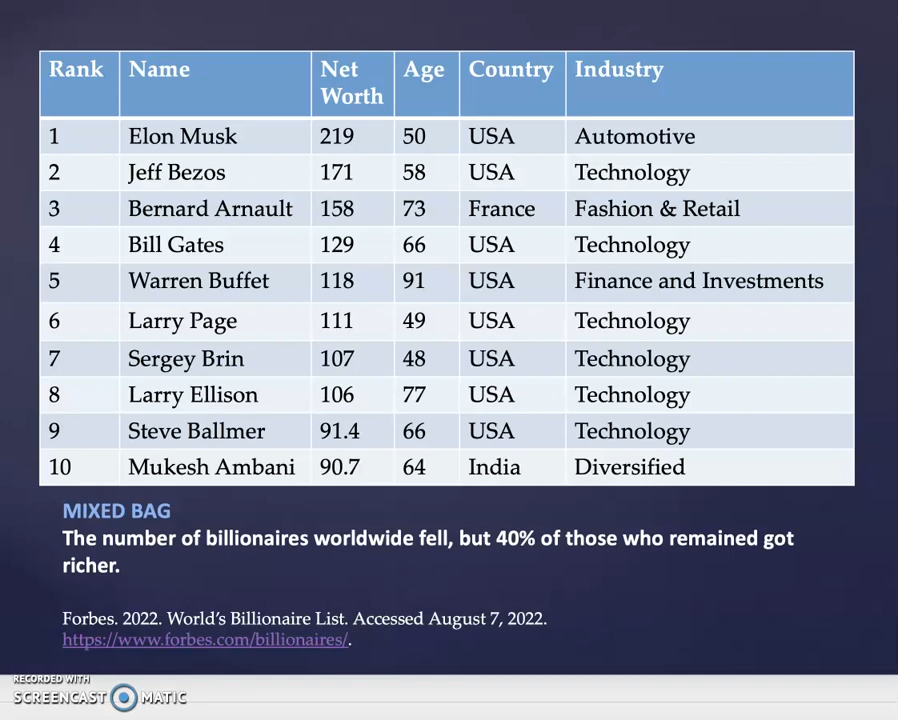 Rank Name Net Worth Age Country Industry
1 Elon Musk 219 50 USA Automotive
2 Jeff Bezos 171 58 USA Technology
3 Bernard Arnault 158 73 France Fashion & Retail
4 Bill Gates 129 66 USA Technology
5 Warren Buffet 118 91 USA Finance and Investments
6 Larry Page 111 49 USA Technology
7 Sergey Brin 107 48 USA Technology
8 Larry Ellison 106 77 USA Technology
9 Steve Ballmer 91.4 66 USA Technology
10 Mukesh Ambani 90.7 64 India Diversified
MIXED BAG
The number of billionaires worldwide fell, but 40% of those who remained got
richer.
Forbes. 2022. World's Billionaire List. Accessed August 7, 2022.
https://www.forbes.com/billionaires/.
RECORDED WITH
SCREENCAST MATIC